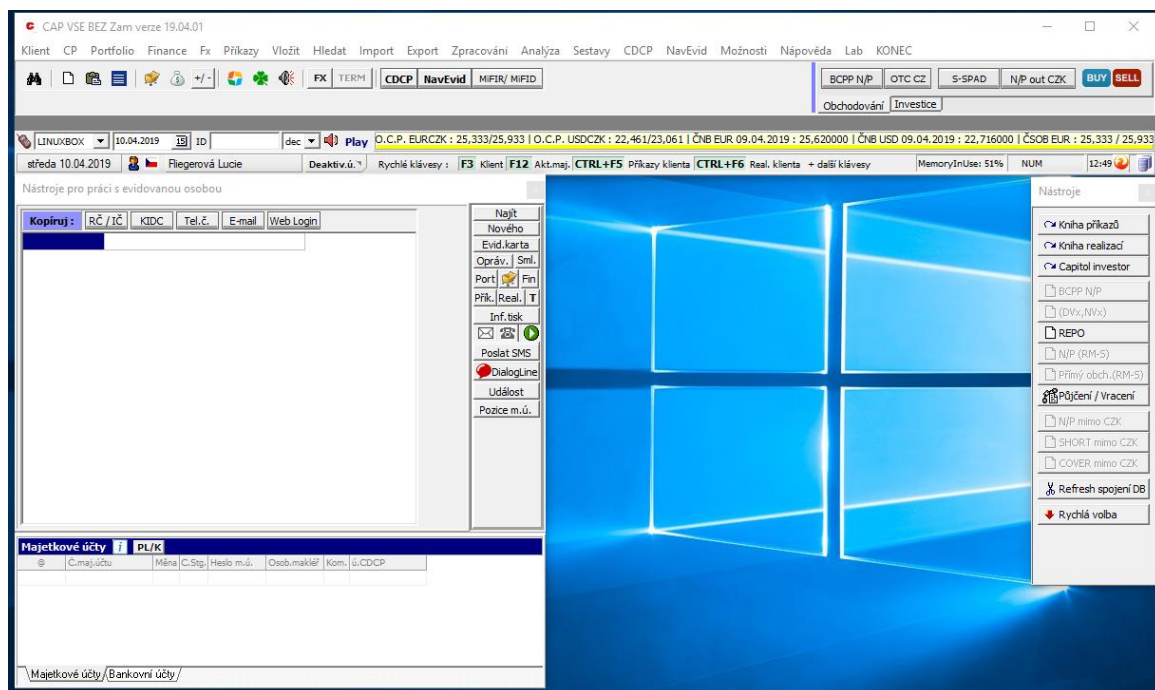 CAP VSE BEZ Zam verze 19.04.01
Klient CP Portfolio Finance Fx Příkazy Vložit Hledat Import Export Zpracování Analýza Sestavy CDCP NavEvid Možnosti Nápověda Lab KONEC
+/- FX TERM CDCP NavEvid MiFIR/ MiFID BCPP N/P OTC CZ S-SPAD N/P out CZK BUY SELL
Obchodování Investice
LINUXBOX 10.04.2019 15 ID dec Play O.C.P. EURCZK : 25,333/25,933 | O.C.P. USDCZK : 22,461/23,061 | ČNB EUR 09.04.2019 : 25,620000 | ČNB USD 09.04.2019 : 22,716000 | ČSOB EUR : 25,333 / 25,933
středa 10.04.2019 Fliegerová Lucie Deaktiv.ú. Rychlé klávesy : F3 Klient F12 Akt.maj. CTRL+F5 Příkazy klienta CTRL+F6 Real. klienta + další klávesy MemoryInUse: 51% NUM 12:49
Nástroje pro práci s evidovanou osobou
Kopíruj : RČ / IČ KIDC Tel.č. E-mail Web Login
Najít
Nového
Evid.karta
Opráv. Sml.
Port Fin
Přík. Real. T
Inf.tisk
Poslat SMS
DialogLine
Událost
Pozice m.ú.
Majetkové účty i PL/K
@ Č.maj.účtu Měna C.Stg. Heslo m.ú. Osob.makléř Kom. ú.CDCP
Majetkové účty Bankovní účty
Nástroje
Kniha příkazů
Kniha realizací
Capitol investor
BCPP N/P
(DVx,NVx)
REPO
N/P (RM-S)
Přímý obch.(RM-S)
Půjčení / Vracení
N/P mimo CZK
SHORT mimo CZK
COVER mimo CZK
Refresh spojení DB
Rychlá volba